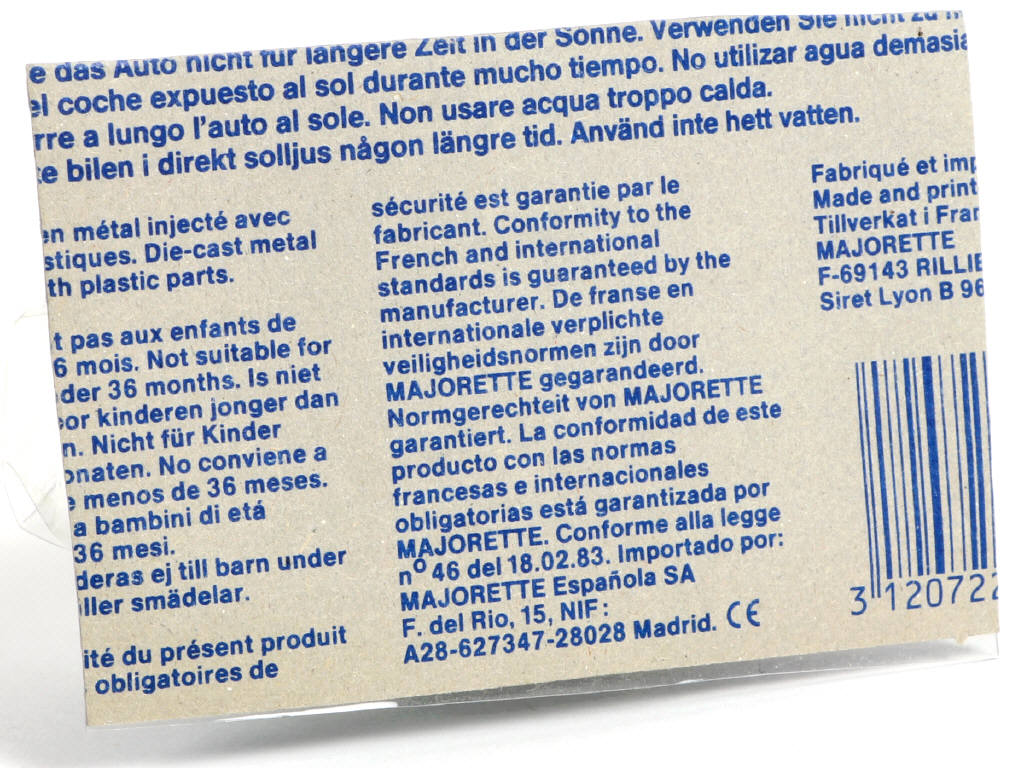 e das Auto nicht für längere Zeit in der Sonne. Verwenden Sie nicht zu
el coche expuesto al sol durante mucho tiempo. No utilizar agua demasia
rre a lungo l'auto al sole. Non usare acqua troppo calda.
e bilen i direkt solljus någon längre tid. Använd inte hett vatten.
en métal injecté avec
stiques. Die-cast metal
th plastic parts.
t pas aux enfants de
6 mois. Not suitable for
der 36 months. Is niet
or kinderen jonger dan
n. Nicht für Kinder
onaten. No conviene a
e menos de 36 meses.
a bambini di etá
36 mesi.
deras ej till barn under
ller smädelar.
ité du présent produit
obligatoires de
sécurité est garantie par le
fabricant. Conformity to the
French and international
standards is guaranteed by the
manufacturer. De franse en
internationale verplichte
veiligheidsnormen zijn door
MAJORETTE gegarandeerd.
Normgerechteit von MAJORETTE
garantiert. La conformidad de este
producto con las normas
francesas e internacionales
obligatorias está garantizada por
MAJORETTE. Conforme alla legge
nº 46 del 18.02.83. Importado por:
MAJORETTE Española SA
F. del Rio, 15, NIF:
A28-627347-28028 Madrid. CE
Fabriqué et imp
Made and print
Tillverkat i Fran
MAJORETTE
F-69143 RILLIE
Siret Lyon B 96
3 120722